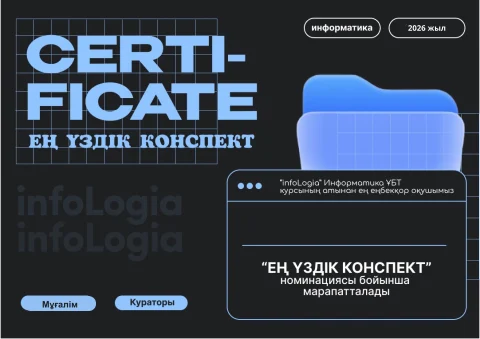 информатика
2026 жыл
CERTI-
FICATE
ЕҢ ҮЗДІК КОНСПЕКТ
"infoLogia" Информатика ҰБТ
курсының атынан ең еңбекқор оқушымыз
infoLogia
infoLogia
“ЕҢ ҮЗДІК КОНСПЕКТ”
номинациясы бойынша
марапатталады
Мұғалім
Кураторы